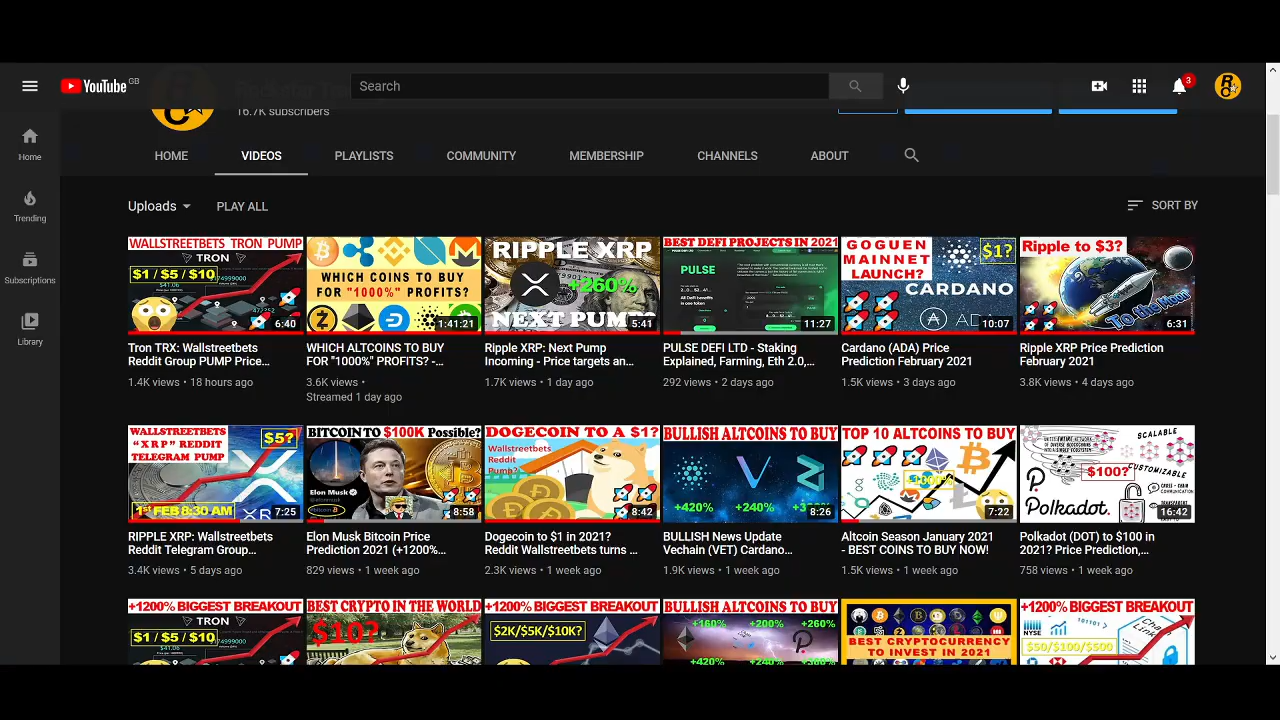 YouTube GB
Search
3
16.7K subscribers
Home
Trending
Subscriptions
Library
HOME
VIDEOS
PLAYLISTS
COMMUNITY
MEMBERSHIP
CHANNELS
ABOUT
Uploads
PLAY ALL
SORT BY
WALLSTREETBETS TRON PUMP
TRON
$1 / $5 / $10
6:40
Tron TRX: Wallstreetbets
Reddit Group PUMP Price...
1.4K views • 18 hours ago
WHICH COINS TO BUY
FOR "1000%" PROFITS?
1:41:21
WHICH ALTCOINS TO BUY
FOR "1000%" PROFITS? -...
3.6K views •
Streamed 1 day ago
RIPPLE XRP
+260%
NEXT PUMP
5:41
Ripple XRP: Next Pump
Incoming - Price targets an...
1.7K views • 1 day ago
BEST DEFI PROJECTS IN 2021
PULSE
11:27
PULSE DEFI LTD - Staking
Explained, Farming, Eth 2.0,...
292 views • 2 days ago
GOGUEN
MAINNET
LAUNCH?
$1?
CARDANO
10:07
Cardano (ADA) Price
Prediction February 2021
1.5K views • 3 days ago
Ripple to $3?
To the Moon
6:31
Ripple XRP Price Prediction
February 2021
3.8K views • 4 days ago
WALLSTREETBETS
"XRP" REDDIT
TELEGRAM PUMP
$5?
1st FEB 8:30 AM
7:25
RIPPLE XRP: Wallstreetbets
Reddit Telegram Group...
3.4K views • 5 days ago
BITCOIN TO $100K Possible?
Elon Musk
8:58
Elon Musk Bitcoin Price
Prediction 2021 (+1200%...
829 views • 1 week ago
DOGECOIN TO A $1?
Wallstreetbets
Reddit
Pump?
8:42
Dogecoin to $1 in 2021?
Reddit Wallstreetbets turns ...
2.3K views • 1 week ago
BULLISH ALTCOINS TO BUY
+420%
+240%
8:26
BULLISH News Update
Vechain (VET) Cardano...
1.9K views • 1 week ago
TOP 10 ALTCOINS TO BUY
+1000%
7:22
Altcoin Season January 2021
- BEST COINS TO BUY NOW!
1.5K views • 1 week ago
SCALABLE
CUSTOMIZABLE
$100?
Polkadot.
16:42
Polkadot (DOT) to $100 in
2021? Price Prediction,...
758 views • 1 week ago
+1200% BIGGEST BREAKOUT
TRON
$1 / $5 / $10
BEST CRYPTO IN THE WORLD
$10?
+1200% BIGGEST BREAKOUT
$2K/$5K/$10K?
BULLISH ALTCOINS TO BUY
+160%
+200%
+260%
+420%
+240%
BEST CRYPTOCURRENCY
TO INVEST IN 2021
+1200% BIGGEST BREAKOUT
NYSE
$50/$100/$500